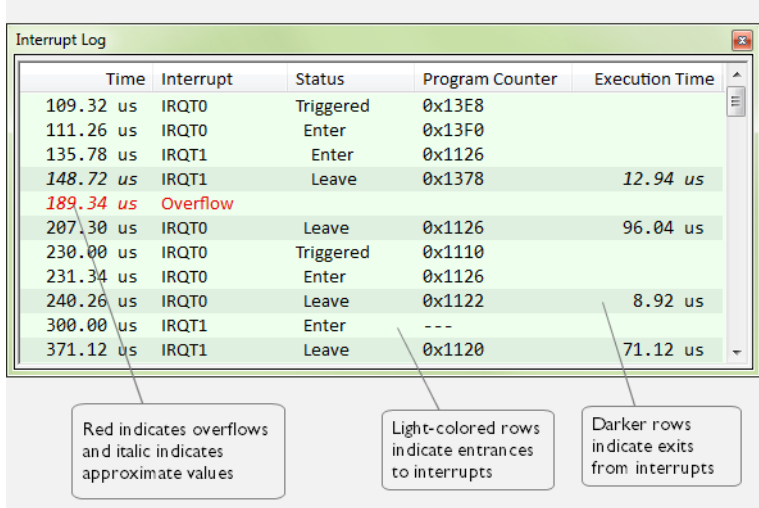 Interrupt Log
Time Interrupt Status Program Counter Execution Time
109.32 us IRQT0 Triggered 0x13E8
111.26 us IRQT0 Enter 0x13F0
135.78 us IRQT1 Enter 0x1126
148.72 us IRQT1 Leave 0x1378 12.94 us
189.34 us Overflow
207.30 us IRQT0 Leave 0x1126 96.04 us
230.00 us IRQT0 Triggered 0x1110
231.34 us IRQT0 Enter 0x1126
240.26 us IRQT0 Leave 0x1122 8.92 us
300.00 us IRQT1 Enter ---
371.12 us IRQT1 Leave 0x1120 71.12 us
Red indicates overflows
and italic indicates
approximate values
Light-colored rows
indicate entrances
to interrupts
Darker rows
indicate exits
from interrupts